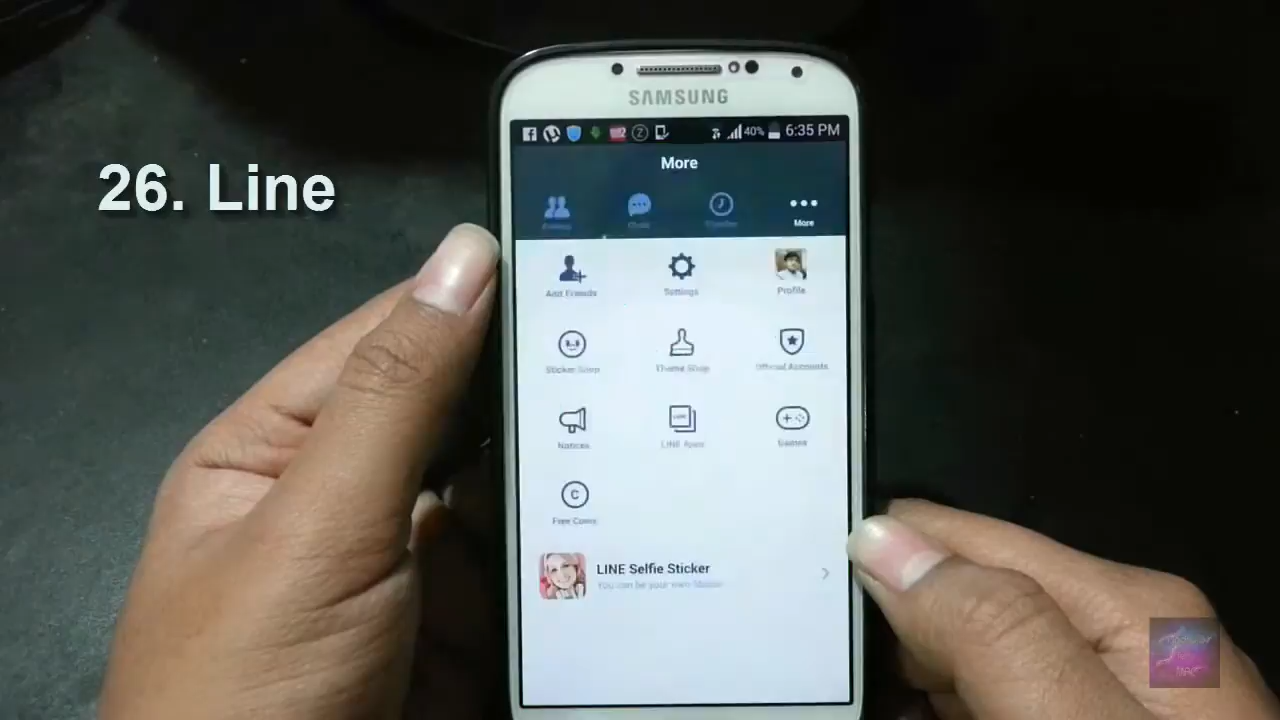 26. Line
SAMSUNG
40% 6:35 PM
More
More
Add Friends
Settings
Profile
Sticker Shop
Theme Shop
Official Accounts
Notices
LINE Apps
Games
Free Coins
LINE Selfie Sticker
You can be your own